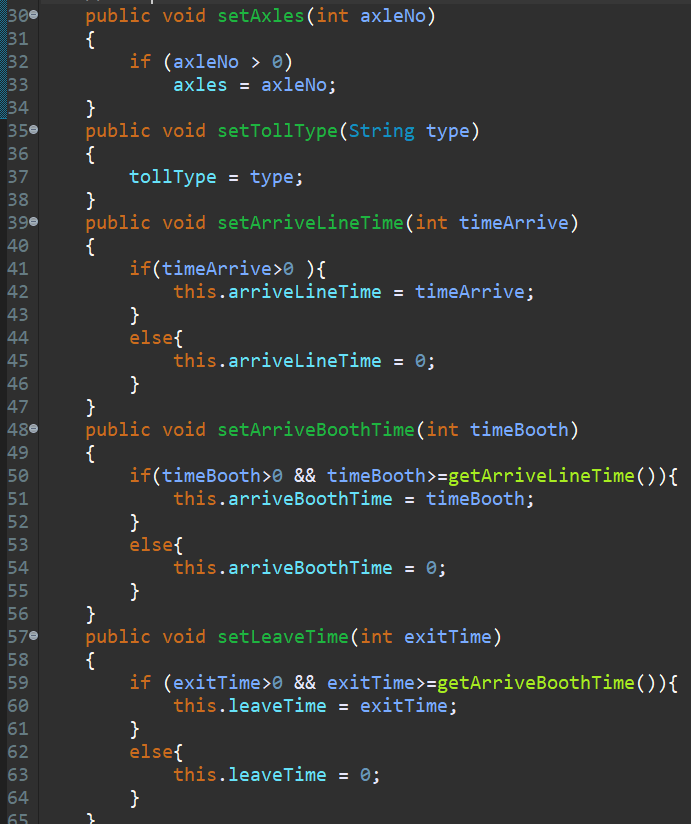 30 public void setAxles(int axleNo)
31 {
32 if (axleNo > 0)
33 axles = axleNo;
34 }
35 public void setTollType(String type)
36 {
37 tollType = type;
38 }
39 public void setArriveLineTime(int timeArrive)
40 {
41 if(timeArrive>0 ){
42 this.arriveLineTime = timeArrive;
43 }
44 else{
45 this.arriveLineTime = 0;
46 }
47 }
48 public void setArriveBoothTime(int timeBooth)
49 {
50 if(timeBooth>0 && timeBooth>=getArriveLineTime()){
51 this.arriveBoothTime = timeBooth;
52 }
53 else{
54 this.arriveBoothTime = 0;
55 }
56 }
57 public void setLeaveTime(int exitTime)
58 {
59 if (exitTime>0 && exitTime>=getArriveBoothTime()){
60 this.leaveTime = exitTime;
61 }
62 else{
63 this.leaveTime = 0;
64 }
65 }